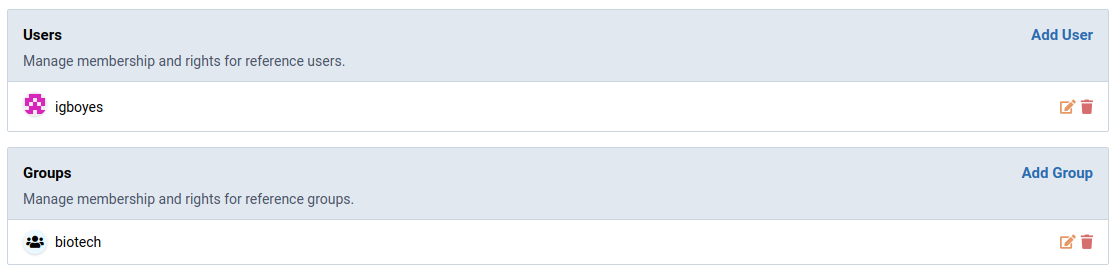 Users
Add User
Manage membership and rights for reference users.
igboyes
Groups
Add Group
Manage membership and rights for reference groups.
biotech